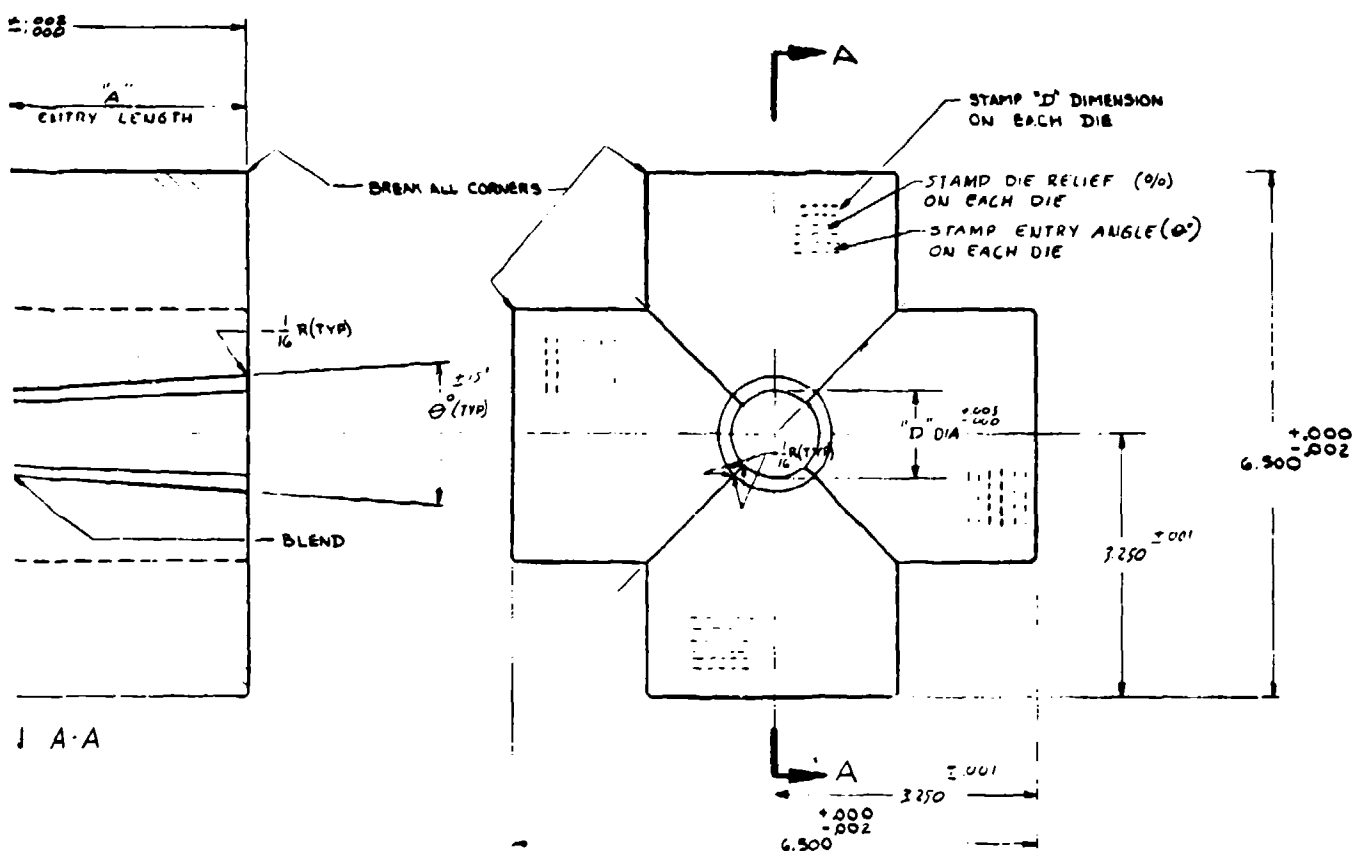 ±.002
±.000
"A"
ENTRY LENGTH
BREAK ALL CORNERS
1/16 R(TYP)
±15'
θ°(TYP)
BLEND
A-A
A
STAMP "D" DIMENSION
ON EACH DIE
STAMP DIE RELIEF (%)
ON EACH DIE
STAMP ENTRY ANGLE (θ°)
ON EACH DIE
"D" DIA +.003
-.000
1/16 R(TYP)
+.000
6.500 -.002
3.250 ±.001
A
±.001
3.250
+.000
-.002
6.500